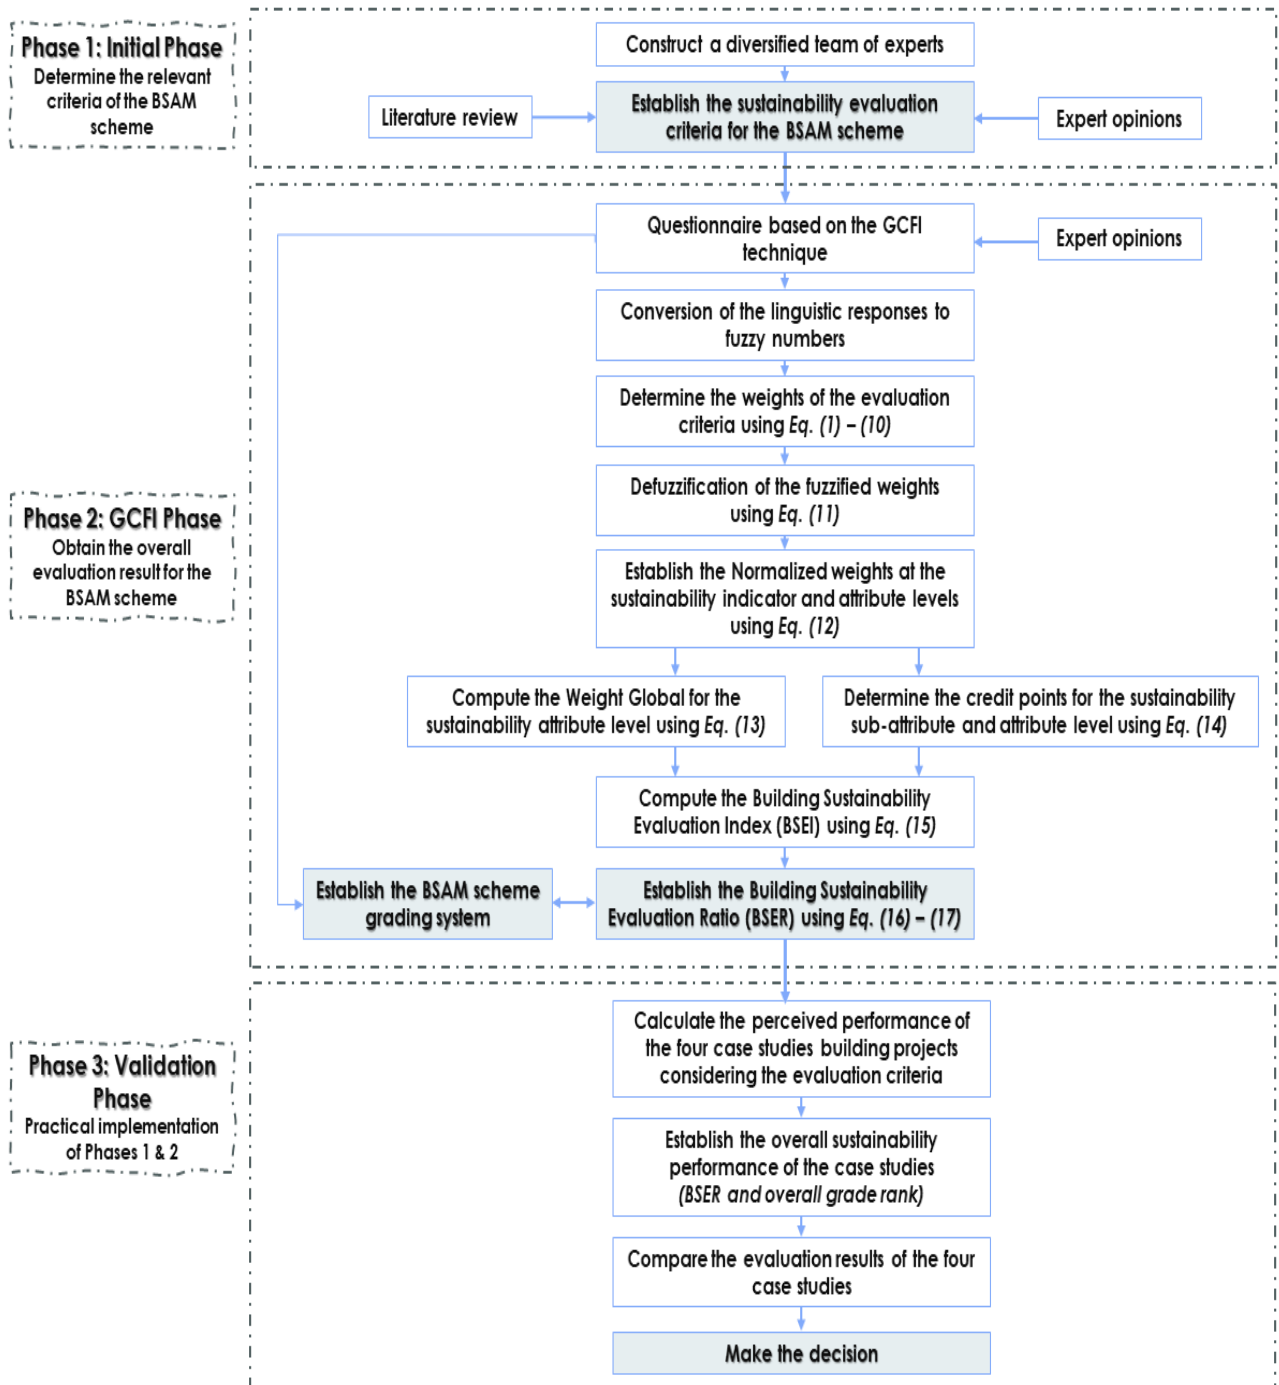 Phase 1: Initial Phase
Determine the relevant
criteria of the BSAM
scheme
Construct a diversified team of experts
Literature review
Establish the sustainability evaluation
criteria for the BSAM scheme
Expert opinions
Phase 2: GCFI Phase
Obtain the overall
evaluation result for the
BSAM scheme
Questionnaire based on the GCFI
technique
Expert opinions
Conversion of the linguistic responses to
fuzzy numbers
Determine the weights of the evaluation
criteria using Eq. (1) – (10)
Defuzzification of the fuzzified weights
using Eq. (11)
Establish the Normalized weights at the
sustainability indicator and attribute levels
using Eq. (12)
Compute the Weight Global for the
sustainability attribute level using Eq. (13)
Determine the credit points for the sustainability
sub-attribute and attribute level using Eq. (14)
Compute the Building Sustainability
Evaluation Index (BSEI) using Eq. (15)
Establish the BSAM scheme
grading system
Establish the Building Sustainability
Evaluation Ratio (BSER) using Eq. (16) – (17)
Phase 3: Validation
Phase
Practical implementation
of Phases 1 & 2
Calculate the perceived performance of
the four case studies building projects
considering the evaluation criteria
Establish the overall sustainability
performance of the case studies
(BSER and overall grade rank)
Compare the evaluation results of the four
case studies
Make the decision